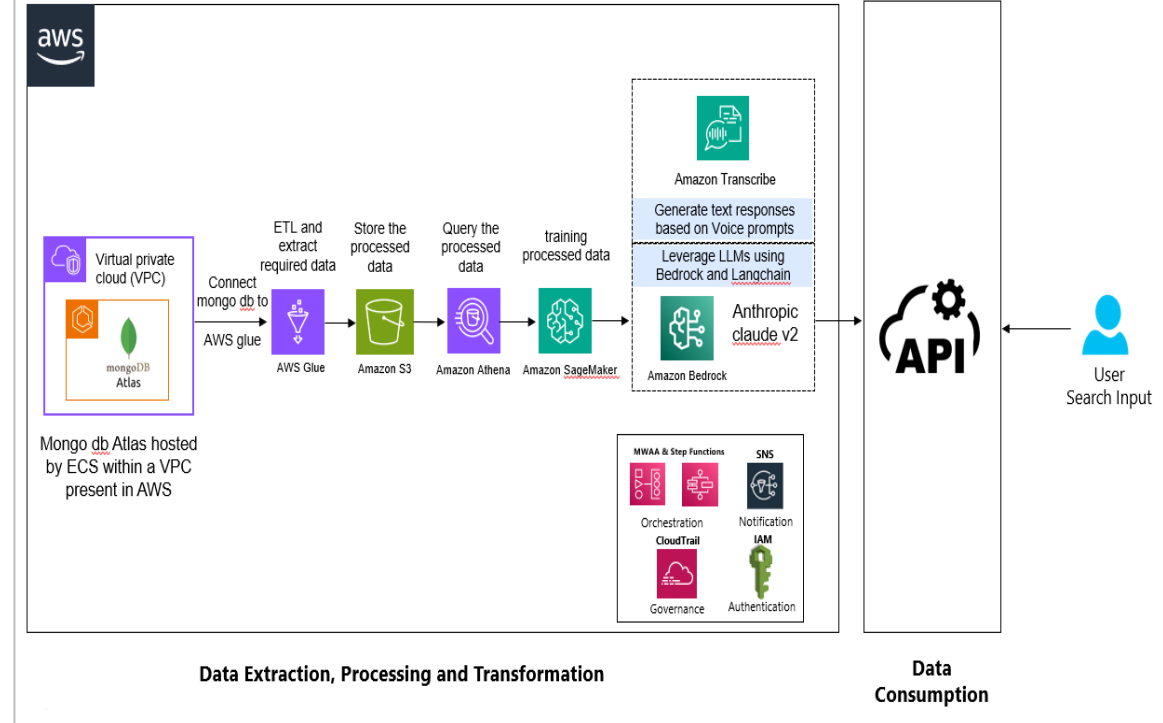 aws
Amazon Transcribe
Generate text responses
based on Voice prompts
Leverage LLMs using
Bedrock and Langchain
Anthropic
claude v2
Amazon Bedrock
Virtual private
cloud (VPC)
mongoDB
Atlas
Mongo db Atlas hosted
by ECS within a VPC
present in AWS
Connect
mongo db to
AWS glue
ETL and
extract
required data
AWS Glue
Store the
processed
data
Amazon S3
Query the
processed
data
Amazon Athena
training
processed data
Amazon SageMaker
MWAA & Step Functions
Orchestration
SNS
Notification
CloudTrail
Governance
IAM
Authentication
API
User
Search Input
Data Extraction, Processing and Transformation
Data
Consumption